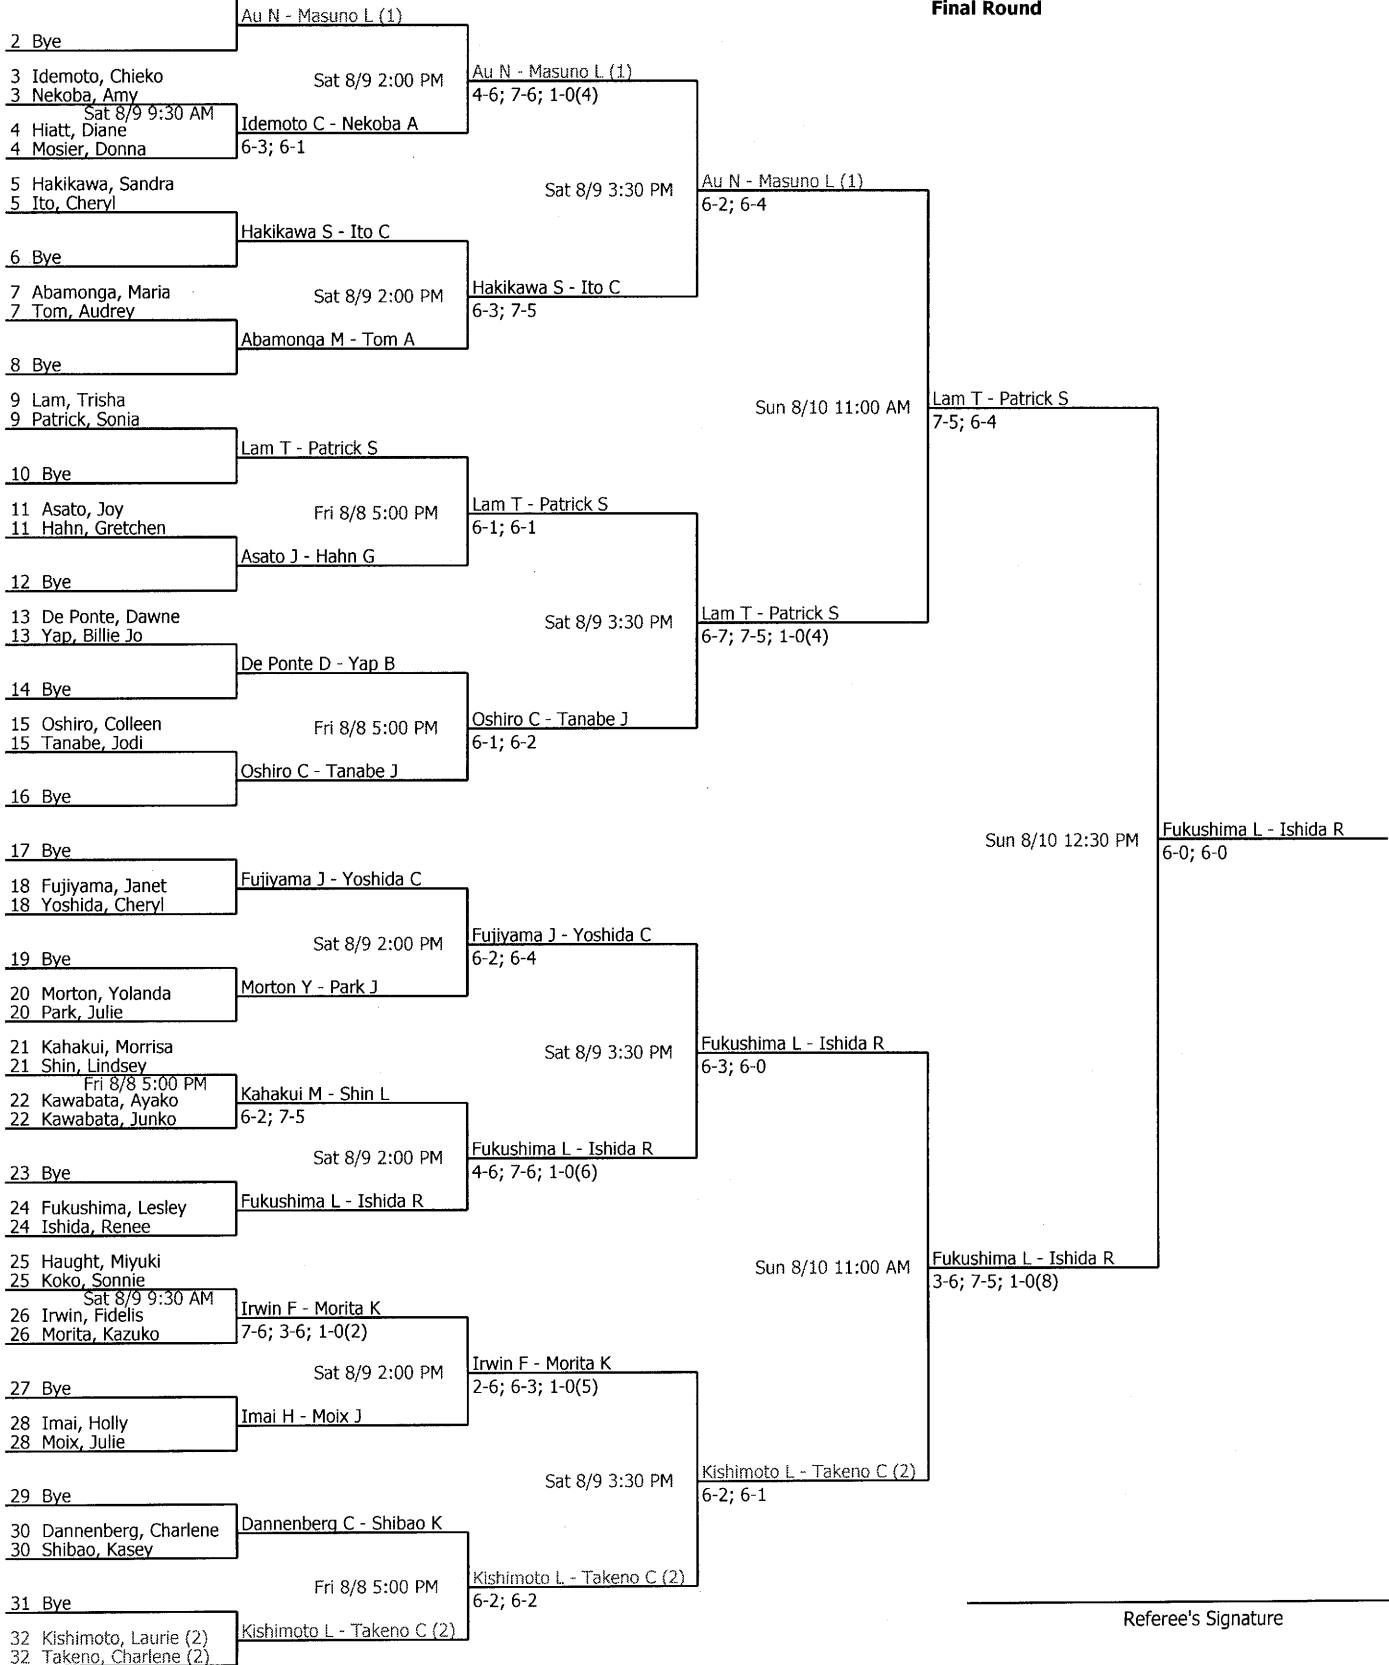 Final Round
Au N - Masuno L (1)
2 Bye
3 Idemoto, Chieko
3 Nekoba, Amy
Sat 8/9 9:30 AM
4 Hiatt, Diane
4 Mosier, Donna
Sat 8/9 2:00 PM
Idemoto C - Nekoba A
6-3; 6-1
Au N - Masuno L (1)
4-6; 7-6; 1-0(4)
5 Hakikawa, Sandra
5 Ito, Cheryl
6 Bye
Hakikawa S - Ito C
7 Abamonga, Maria
7 Tom, Audrey
8 Bye
Sat 8/9 2:00 PM
Abamonga M - Tom A
Hakikawa S - Ito C
6-3; 7-5
Sat 8/9 3:30 PM
Au N - Masuno L (1)
6-2; 6-4
9 Lam, Trisha
9 Patrick, Sonia
10 Bye
Lam T - Patrick S
11 Asato, Joy
11 Hahn, Gretchen
12 Bye
Fri 8/8 5:00 PM
Asato J - Hahn G
Lam T - Patrick S
6-1; 6-1
13 De Ponte, Dawne
13 Yap, Billie Jo
14 Bye
De Ponte D - Yap B
15 Oshiro, Colleen
15 Tanabe, Jodi
16 Bye
Fri 8/8 5:00 PM
Oshiro C - Tanabe J
Oshiro C - Tanabe J
6-1; 6-2
Sat 8/9 3:30 PM
Lam T - Patrick S
6-7; 7-5; 1-0(4)
Sun 8/10 11:00 AM
Lam T - Patrick S
7-5; 6-4
17 Bye
18 Fujiyama, Janet
18 Yoshida, Cheryl
Fujiyama J - Yoshida C
19 Bye
20 Morton, Yolanda
20 Park, Julie
Sat 8/9 2:00 PM
Morton Y - Park J
Fujiyama J - Yoshida C
6-2; 6-4
21 Kahakui, Morrisa
21 Shin, Lindsey
Fri 8/8 5:00 PM
22 Kawabata, Ayako
22 Kawabata, Junko
Kahakui M - Shin L
6-2; 7-5
23 Bye
24 Fukushima, Lesley
24 Ishida, Renee
Sat 8/9 2:00 PM
Fukushima L - Ishida R
Fukushima L - Ishida R
4-6; 7-6; 1-0(6)
Sat 8/9 3:30 PM
Fukushima L - Ishida R
6-3; 6-0
25 Haught, Miyuki
25 Koko, Sonnie
Sat 8/9 9:30 AM
26 Irwin, Fidelis
26 Morita, Kazuko
Irwin F - Morita K
7-6; 3-6; 1-0(2)
27 Bye
28 Imai, Holly
28 Moix, Julie
Sat 8/9 2:00 PM
Imai H - Moix J
Irwin F - Morita K
2-6; 6-3; 1-0(5)
29 Bye
30 Dannenberg, Charlene
30 Shibao, Kasey
Dannenberg C - Shibao K
31 Bye
32 Kishimoto, Laurie (2)
32 Takeno, Charlene (2)
Fri 8/8 5:00 PM
Kishimoto L - Takeno C (2)
Kishimoto L - Takeno C (2)
6-2; 6-2
Sat 8/9 3:30 PM
Kishimoto L - Takeno C (2)
6-2; 6-1
Sun 8/10 11:00 AM
Fukushima L - Ishida R
3-6; 7-5; 1-0(8)
Sun 8/10 12:30 PM
Fukushima L - Ishida R
6-0; 6-0
Referee's Signature